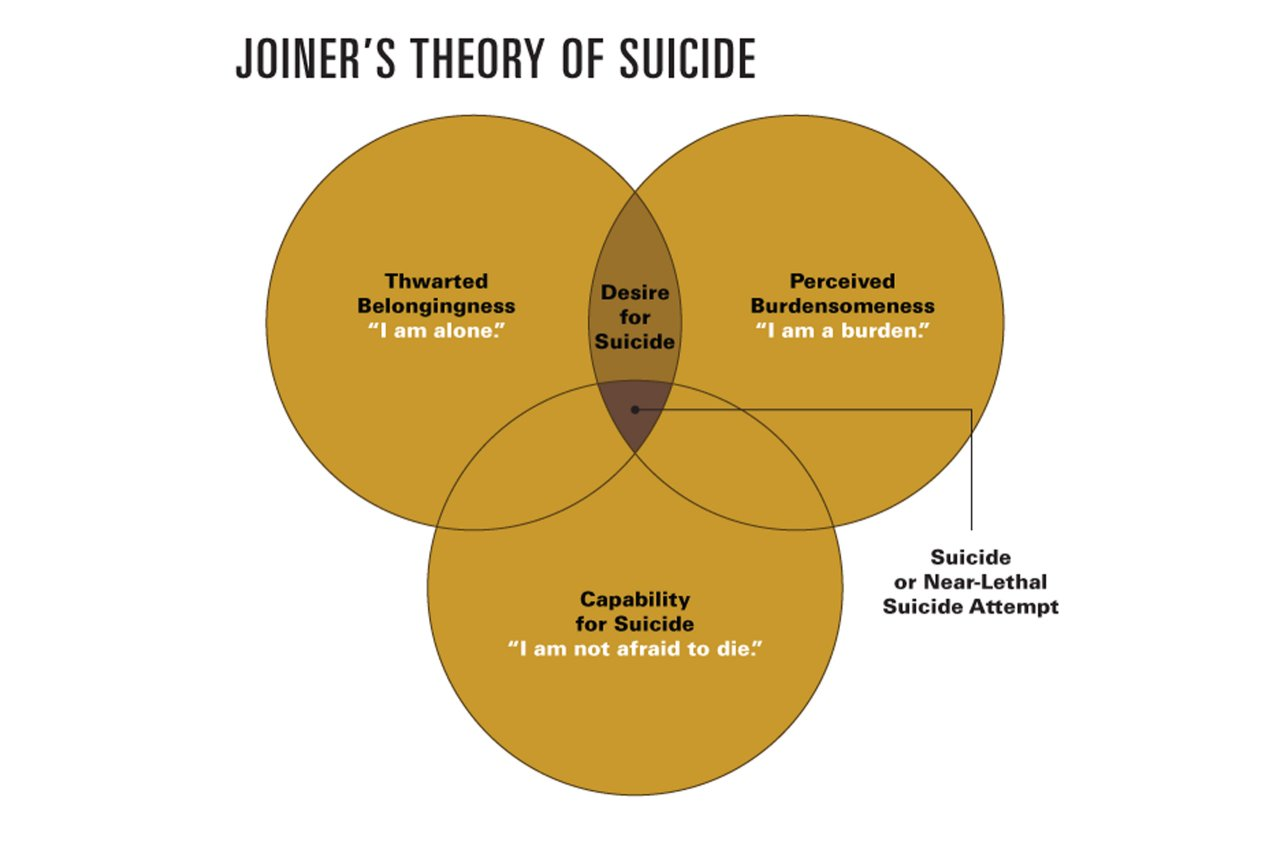 JOINER'S THEORY OF SUICIDE
Thwarted
Belongingness
“I am alone.”
Desire
for
Suicide
Perceived
Burdensomeness
“I am a burden.”
Capability
for Suicide
“I am not afraid to die.”
Suicide
or Near-Lethal
Suicide Attempt